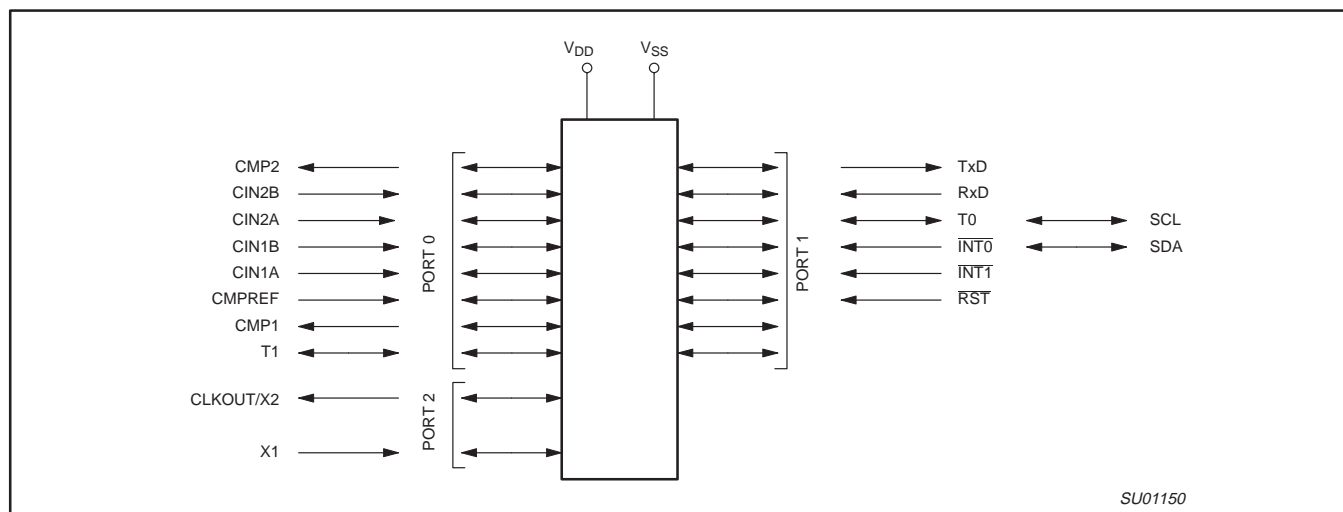 VDD VSS
CMP2 TxD
CIN2B RxD
CIN2A T0 SCL
CIN1B INT0 SDA
CIN1A INT1
CMPREF RST
CMP1
T1
PORT 0
PORT 1
CLKOUT/X2
X1
PORT 2
SU01150